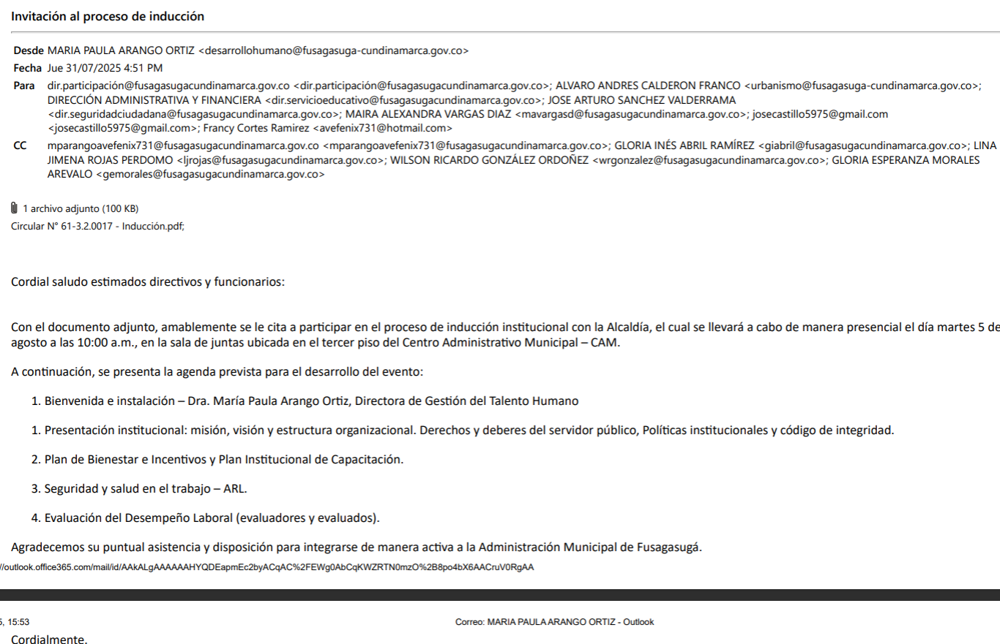 Invitación al proceso de inducción
Desde MARIA PAULA ARANGO ORTIZ <desarrollohumano@fusagasuga-cundinamarca.gov.co>
Fecha Jue 31/07/2025 4:51 PM
Para dir.participación@fusagasugacundinamarca.gov.co <dir.participación@fusagasugacundinamarca.gov.co>; ALVARO ANDRES CALDERON FRANCO <urbanismo@fusagasuga-cundinamarca.gov.co>;
DIRECCIÓN ADMINISTRATIVA Y FINANCIERA <dir.servicioeducativo@fusagasugacundinamarca.gov.co>; JOSE ARTURO SANCHEZ VALDERRAMA
<dir.seguridadciudadana@fusagasugacundinamarca.gov.co>; MAIRA ALEXANDRA VARGAS DIAZ <mavargasd@fusagasugacundinamarca.gov.co>; josecastillo5975@gmail.com
<josecastillo5975@gmail.com>; Francy Cortes Ramirez <avefenix731@hotmail.com>
CC mparangoavefenix731@fusagasugacundinamarca.gov.co <mparangoavefenix731@fusagasugacundinamarca.gov.co>; GLORIA INÉS ABRIL RAMÍREZ <giabril@fusagasugacundinamarca.gov.co>; LINA
JIMENA ROJAS PERDOMO <ljrojas@fusagasugacundinamarca.gov.co>; WILSON RICARDO GONZÁLEZ ORDOÑEZ <wrgonzalez@fusagasugacundinamarca.gov.co>; GLORIA ESPERANZA MORALES
AREVALO <gemorales@fusagasugacundinamarca.gov.co>
1 archivo adjunto (100 KB)
Circular N° 61-3.2.0017 - Inducción.pdf;
Cordial saludo estimados directivos y funcionarios:
Con el documento adjunto, amablemente se le cita a participar en el proceso de inducción institucional con la Alcaldía, el cual se llevará a cabo de manera presencial el día martes 5 de
agosto a las 10:00 a.m., en la sala de juntas ubicada en el tercer piso del Centro Administrativo Municipal – CAM.
A continuación, se presenta la agenda prevista para el desarrollo del evento:
1. Bienvenida e instalación – Dra. María Paula Arango Ortiz, Directora de Gestión del Talento Humano
1. Presentación institucional: misión, visión y estructura organizacional. Derechos y deberes del servidor público, Políticas institucionales y código de integridad.
2. Plan de Bienestar e Incentivos y Plan Institucional de Capacitación.
3. Seguridad y salud en el trabajo – ARL.
4. Evaluación del Desempeño Laboral (evaluadores y evaluados).
Agradecemos su puntual asistencia y disposición para integrarse de manera activa a la Administración Municipal de Fusagasugá.
//outlook.office365.com/mail/id/AAkALgAAAAAAHYQDEapmEc2byACqAC%2FEWg0AbCqKWZRTN0mzO%2B8po4bX6AACruV0RgAA
5, 15:53 Correo: MARIA PAULA ARANGO ORTIZ - Outlook
Cordialmente.